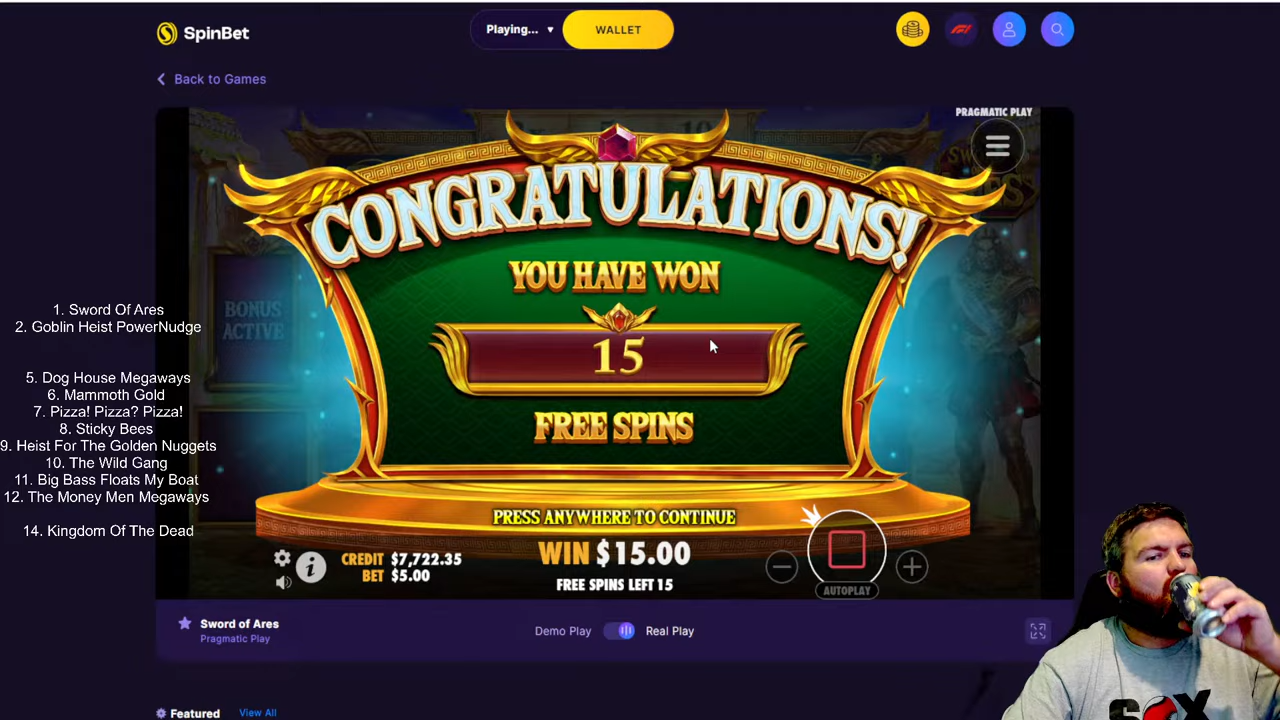 SpinBet
Playing...
WALLET
Back to Games
PRAGMATIC PLAY
CONGRATULATIONS!
YOU HAVE WON
15
FREE SPINS
PRESS ANYWHERE TO CONTINUE
BONUS
ACTIVE
1. Sword Of Ares
2. Goblin Heist PowerNudge
5. Dog House Megaways
6. Mammoth Gold
7. Pizza! Pizza? Pizza!
8. Sticky Bees
9. Heist For The Golden Nuggets
10. The Wild Gang
11. Big Bass Floats My Boat
12. The Money Men Megaways
14. Kingdom Of The Dead
CREDIT $7,722.35
BET $5.00
WIN $15.00
FREE SPINS LEFT 15
AUTOPLAY
Sword of Ares
Pragmatic Play
Demo Play
Real Play
Featured
View All